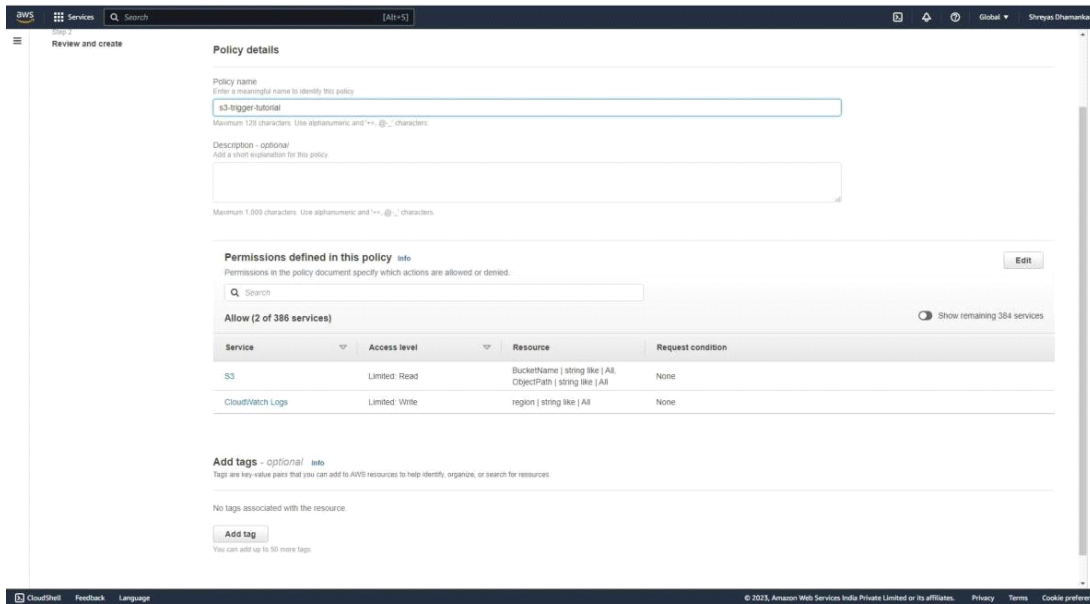 aws
Services
Search
[Alt+S]
Global
Shreyas Dhamanka
Step 2
Review and create
Policy details
Policy name
Enter a meaningful name to identify this policy.
s3-trigger-tutorial
Maximum 128 characters. Use alphanumeric and '+=,.@-_' characters.
Description - optional
Add a short explanation for this policy.
Maximum 1,000 characters. Use alphanumeric and '+=,.@-_' characters.
Permissions defined in this policy Info
Permissions in the policy document specify which actions are allowed or denied.
Edit
Search
Allow (2 of 386 services)
Show remaining 384 services
Service Access level Resource Request condition
S3 Limited: Read BucketName | string like | All, ObjectPath | string like | All None
CloudWatch Logs Limited: Write region | string like | All None
Add tags - optional Info
Tags are key-value pairs that you can add to AWS resources to help identify, organize, or search for resources.
No tags associated with the resource.
Add tag
You can add up to 50 more tags.
CloudShell Feedback Language
© 2023, Amazon Web Services India Private Limited or its affiliates. Privacy Terms Cookie prefere